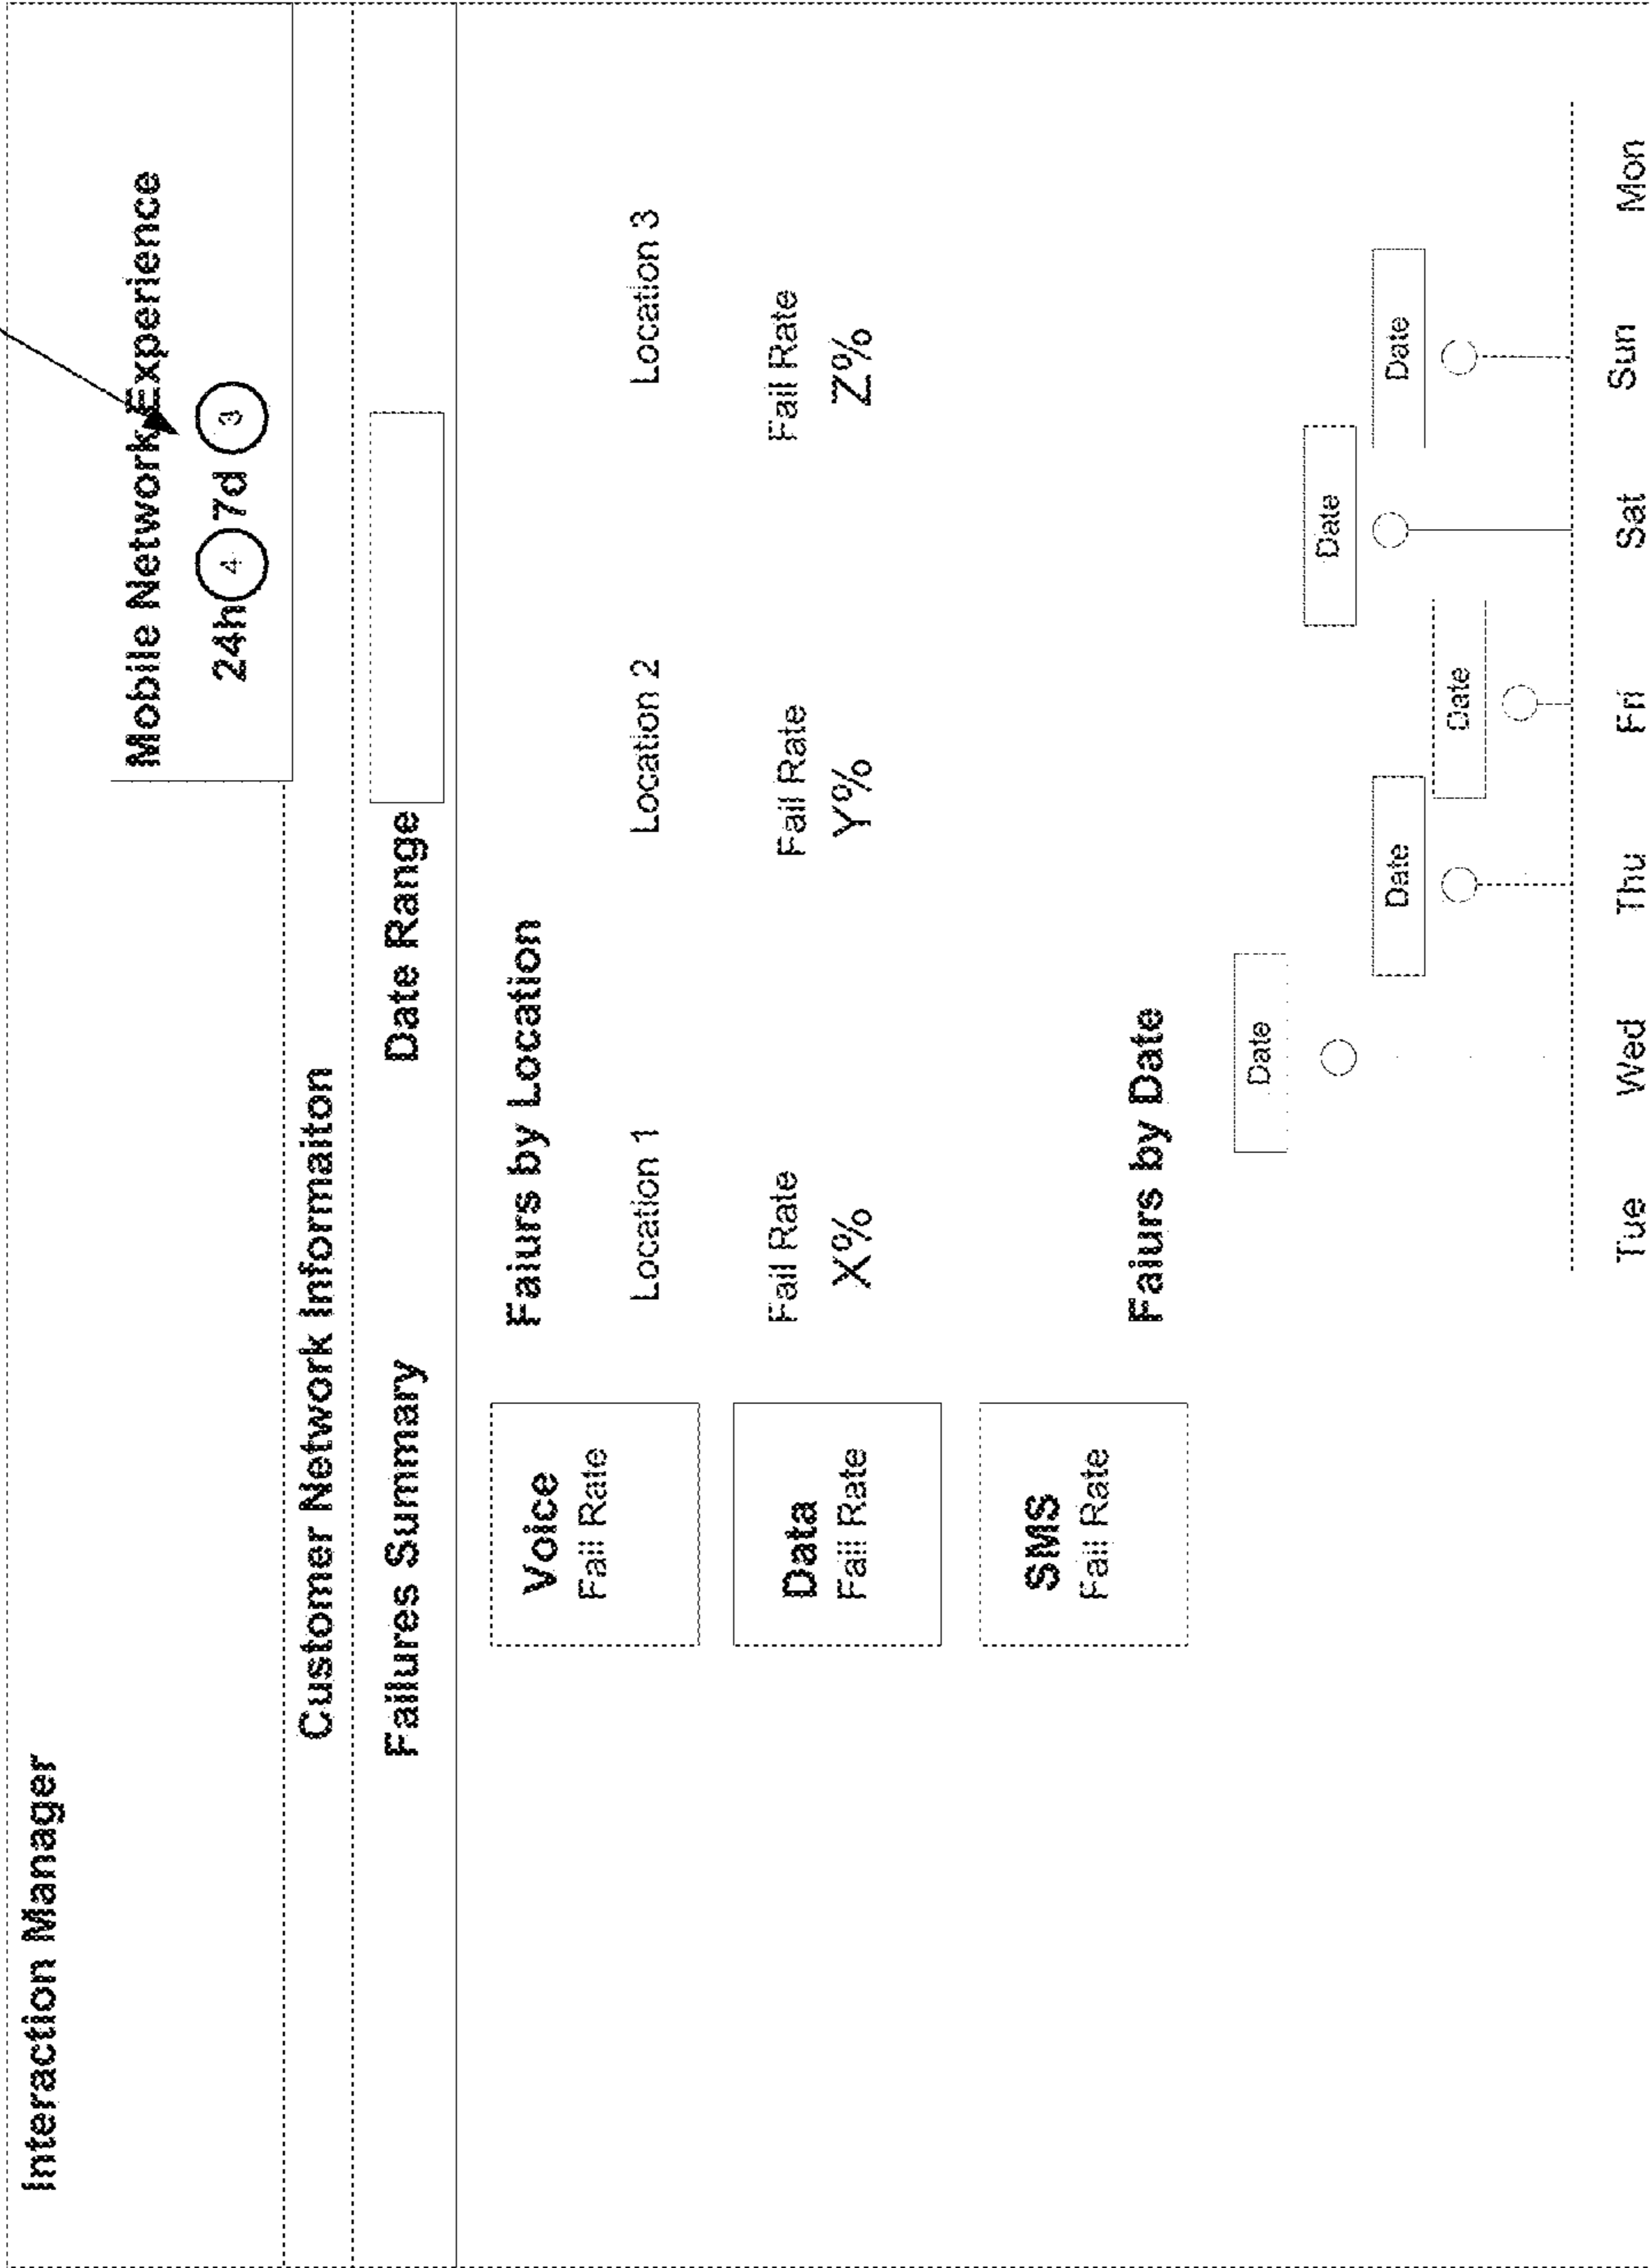 Interaction Manager
Mobile Network Experience
24h 4 7d 3
Customer Network Informaiton
Failures Summary
Date Range
Voice
Fail Rate
Data
Fail Rate
SMS
Fail Rate
Faiurs by Location
Location 1
Location 2
Location 3
Fail Rate
Fail Rate
Fail Rate
X%
Y%
Z%
Faiurs by Date
Date
Date
Date
Date
Date
Tue
Wed
Thu
Fri
Sat
Sun
Mon